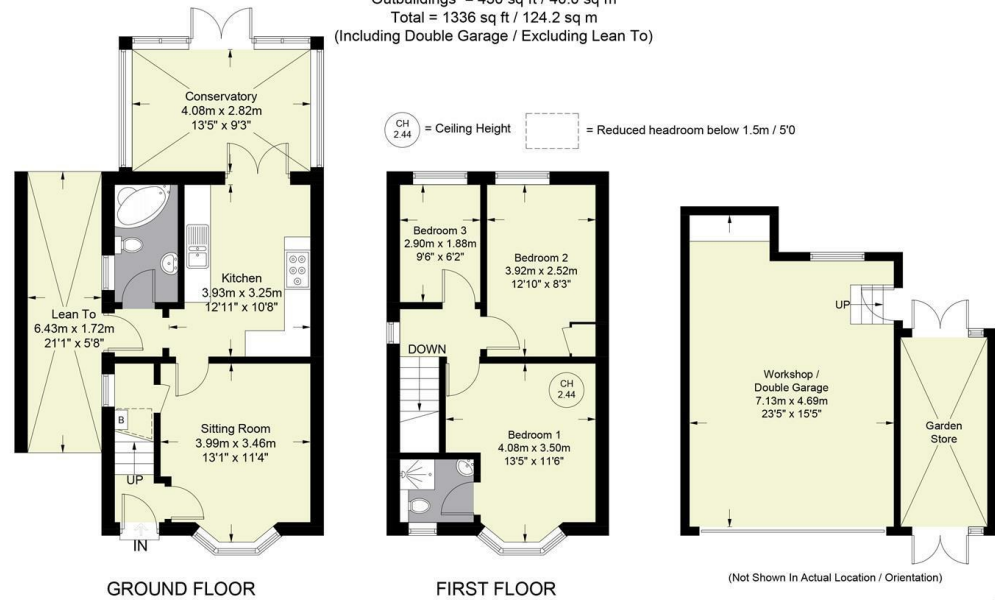 Total = 1336 sq ft / 124.2 sq m
(Including Double Garage / Excluding Lean To)
Conservatory
4.08m x 2.82m
13'5" x 9'3"
CH
2.44
= Ceiling Height
= Reduced headroom below 1.5m / 5'0
Kitchen
3.93m x 3.25m
12'11" x 10'8"
Lean To
6.43m x 1.72m
21'1" x 5'8"
B
Sitting Room
3.99m x 3.46m
13'1" x 11'4"
UP
IN
GROUND FLOOR
Bedroom 3
2.90m x 1.88m
9'6" x 6'2"
Bedroom 2
3.92m x 2.52m
12'10" x 8'3"
DOWN
CH
2.44
Bedroom 1
4.08m x 3.50m
13'5" x 11'6"
FIRST FLOOR
UP
Workshop /
Double Garage
7.13m x 4.69m
23'5" x 15'5"
Garden
Store
(Not Shown In Actual Location / Orientation)